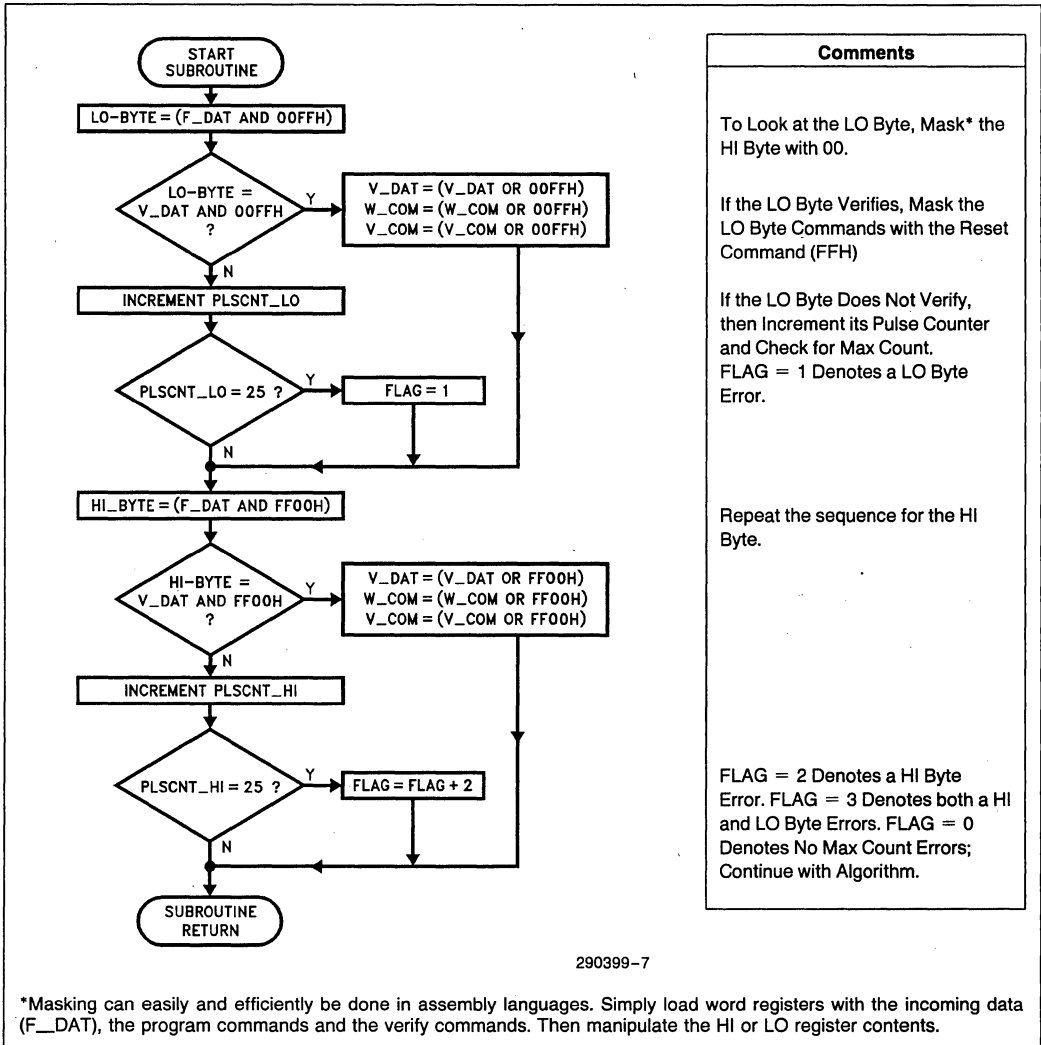 START
SUBROUTINE
LO-BYTE = (F_DAT AND 00FFH)
LO-BYTE =
V_DAT AND 00FFH
?
Y
V_DAT = (V_DAT OR 00FFH)
W_COM = (W_COM OR 00FFH)
V_COM = (V_COM OR 00FFH)
N
INCREMENT PLSCNT_LO
PLSCNT_LO = 25 ?
Y
FLAG = 1
N
HI_BYTE = (F_DAT AND FF00H)
HI-BYTE =
V_DAT AND FF00H
?
Y
V_DAT = (V_DAT OR FF00H)
W_COM = (W_COM OR FF00H)
V_COM = (V_COM OR FF00H)
N
INCREMENT PLSCNT_HI
PLSCNT_HI = 25 ?
Y
FLAG = FLAG + 2
N
SUBROUTINE
RETURN
Comments
To Look at the LO Byte, Mask* the
HI Byte with 00.
If the LO Byte Verifies, Mask the
LO Byte Commands with the Reset
Command (FFH)
If the LO Byte Does Not Verify,
then Increment its Pulse Counter
and Check for Max Count.
FLAG = 1 Denotes a LO Byte
Error.
Repeat the sequence for the HI
Byte.
FLAG = 2 Denotes a HI Byte
Error. FLAG = 3 Denotes both a HI
and LO Byte Errors. FLAG = 0
Denotes No Max Count Errors;
Continue with Algorithm.
290399-7
*Masking can easily and efficiently be done in assembly languages. Simply load word registers with the incoming data
(F__DAT), the program commands and the verify commands. Then manipulate the HI or LO register contents.